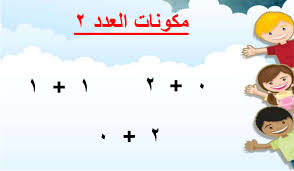 مكونات العدد ٢
٠ + ٢ ١ + ١
٢ + ٠